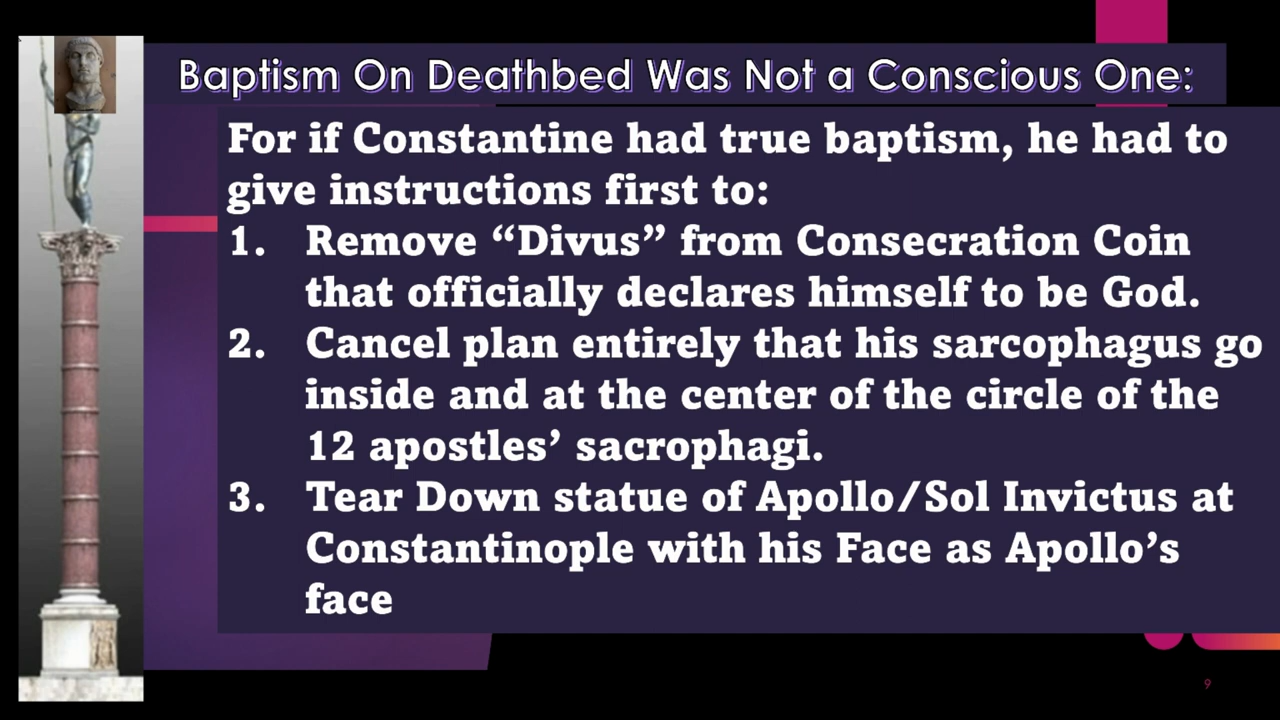 Baptism On Deathbed Was Not a Conscious One:
For if Constantine had true baptism, he had to
give instructions first to:
1. Remove “Divus” from Consecration Coin
that officially declares himself to be God.
2. Cancel plan entirely that his sarcophagus go
inside and at the center of the circle of the
12 apostles’ sacrophagi.
3. Tear Down statue of Apollo/Sol Invictus at
Constantinople with his Face as Apollo’s
face
9